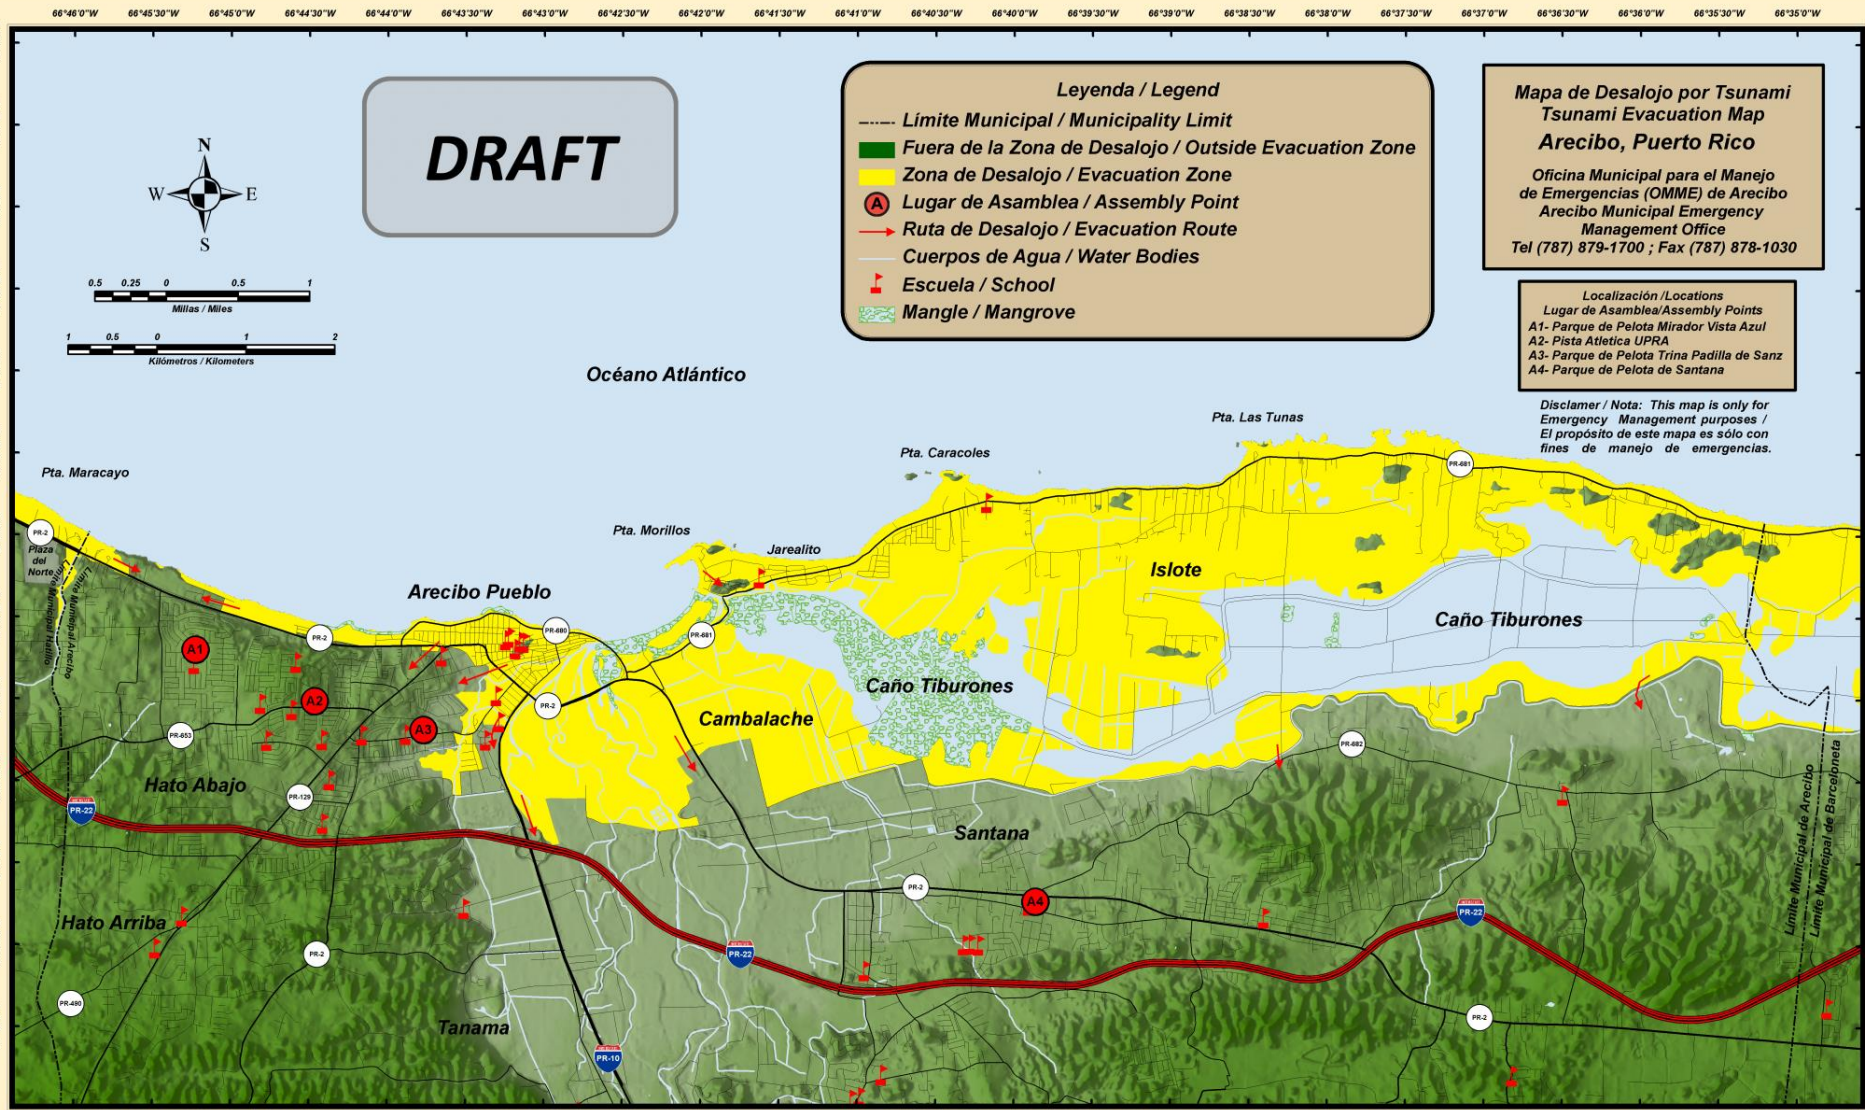 66°46'0"W 66°45'30"W 66°45'0"W 66°44'30"W 66°44'0"W 66°43'30"W 66°43'0"W 66°42'30"W 66°42'0"W 66°41'30"W 66°41'0"W 66°40'30"W 66°40'0"W 66°39'30"W 66°39'0"W 66°38'30"W 66°38'0"W 66°37'30"W 66°37'0"W 66°36'30"W 66°36'0"W 66°35'30"W 66°35'0"W
DRAFT
N
W E
S
0.5 0.25 0 0.5 1
Millas / Miles
1 0.5 0 1 2
Kilómetros / Kilometers
Leyenda / Legend
Límite Municipal / Municipality Limit
Fuera de la Zona de Desalojo / Outside Evacuation Zone
Zona de Desalojo / Evacuation Zone
A Lugar de Asamblea / Assembly Point
Ruta de Desalojo / Evacuation Route
Cuerpos de Agua / Water Bodies
Escuela / School
Mangle / Mangrove
Mapa de Desalojo por Tsunami
Tsunami Evacuation Map
Arecibo, Puerto Rico
Oficina Municipal para el Manejo
de Emergencias (OMME) de Arecibo
Arecibo Municipal Emergency
Management Office
Tel (787) 879-1700 ; Fax (787) 878-1030
Localización /Locations
Lugar de Asamblea/Assembly Points
A1- Parque de Pelota Mirador Vista Azul
A2- Pista Atletica UPRA
A3- Parque de Pelota Trina Padilla de Sanz
A4- Parque de Pelota de Santana
Disclamer / Nota: This map is only for
Emergency Management purposes /
El propósito de este mapa es sólo con
fines de manejo de emergencias.
Océano Atlántico
Pta. Las Tunas
Pta. Caracoles
PR-681
Pta. Maracayo
Pta. Morillos
PR-2
Jarealito
Plaza
del
Norte
Islote
Arecibo Pueblo
Límite Municipal Hatillo
Límite Municipal Arecibo
Caño Tiburones
PR-680
PR-2
PR-681
A1
Caño Tiburones
A2
PR-2
Cambalache
A3
PR-653
PR-682
Hato Abajo
PR-129
PR-22
Santana
Límite Municipal de Arecibo
Límite Municipal de Barceloneta
PR-2
A4
PR-22
Hato Arriba
PR-2
PR-22
PR-490
PR-2
Tanama
PR-10